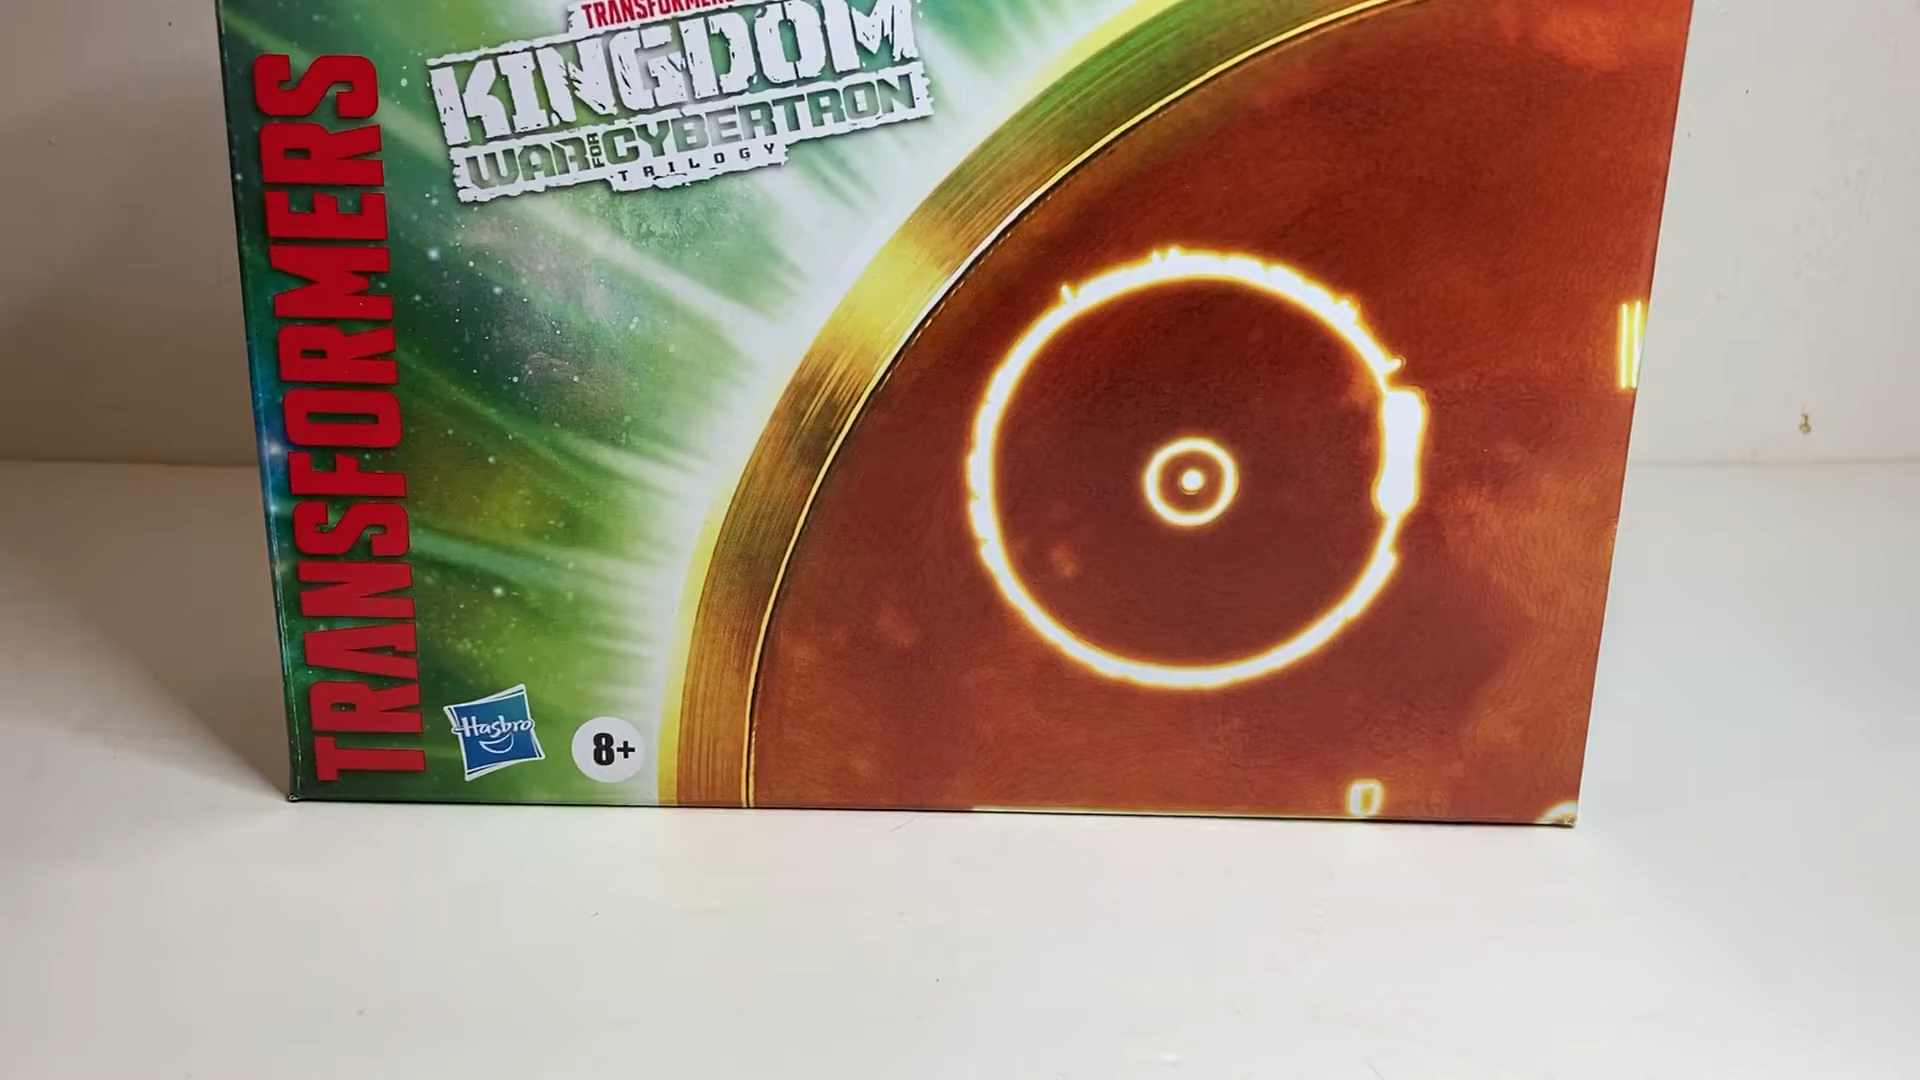 TRANSFORMERS
KINGDOM
WAR FOR CYBERTRON
TRILOGY
TRANSFORMERS
Hasbro
8+